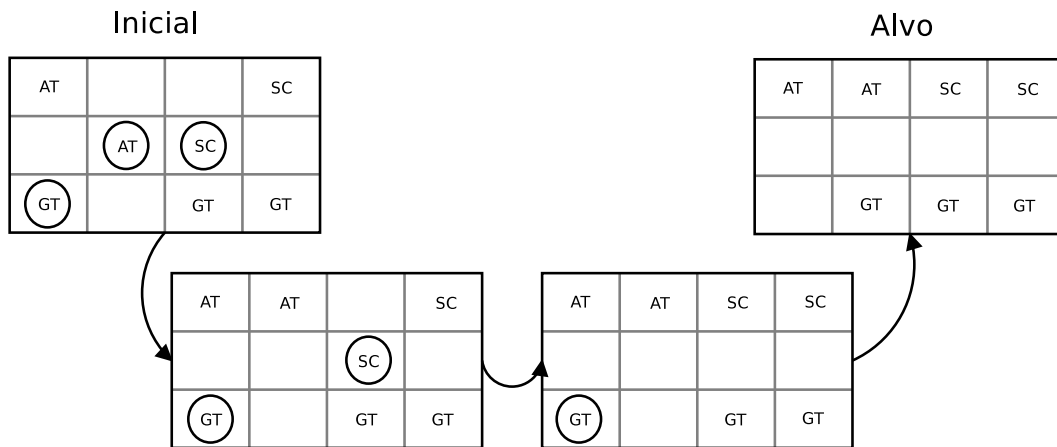 Inicial
Alvo
AT SC
AT SC
GT GT GT
AT AT SC SC
GT GT GT
AT AT SC
SC
GT GT GT
AT AT SC SC
GT GT GT